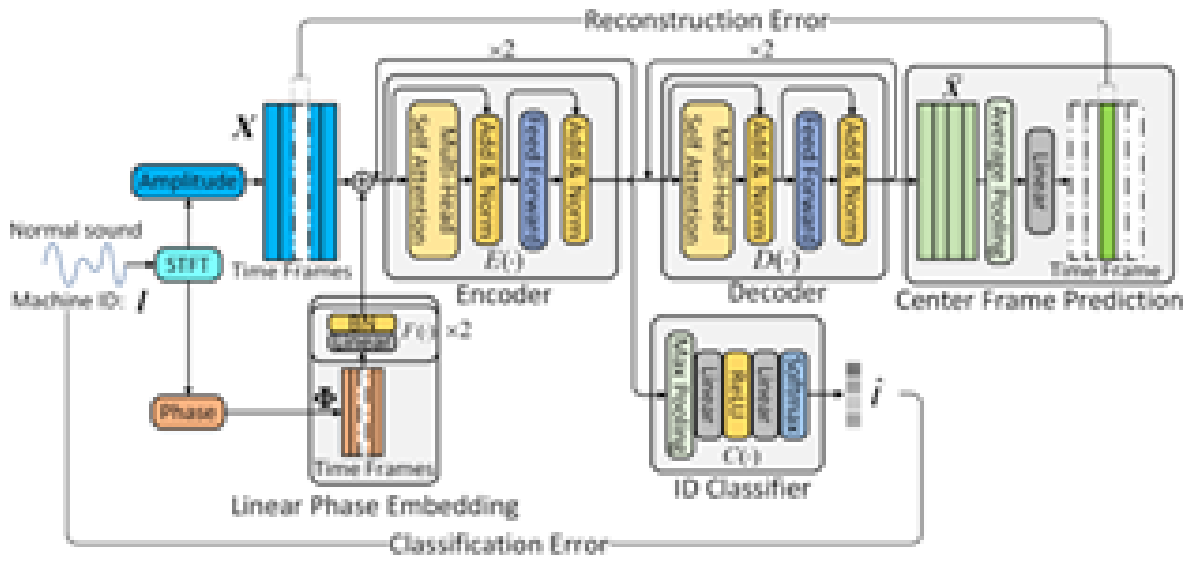 Reconstruction Error
×2
×2
X
X̂
Multi-Head
Self Attention
Add & Norm
Feed Forward
Add & Norm
Multi-Head
Self Attention
Add & Norm
Feed Forward
Add & Norm
Average Pooling
Linear
Amplitude
Normal sound
STFT
Machine ID: l
Time Frames
E(·)
Encoder
D(·)
Decoder
Time Frame
Center Frame Prediction
Linear
F(·) ×2
Phase
Time Frames
Linear Phase Embedding
Max Pooling
Linear
ReLU
Linear
Softmax
C(·)
ID Classifier
Classification Error